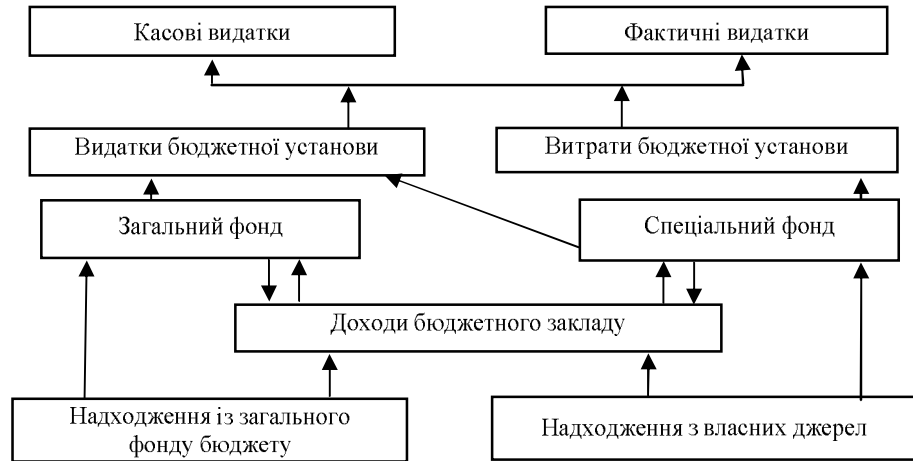 Касові видатки
Фактичні видатки
Видатки бюджетної установи
Витрати бюджетної установи
Загальний фонд
Спеціальний фонд
Доходи бюджетного закладу
Надходження із загального
фонду бюджету
Надходження з власних джерел